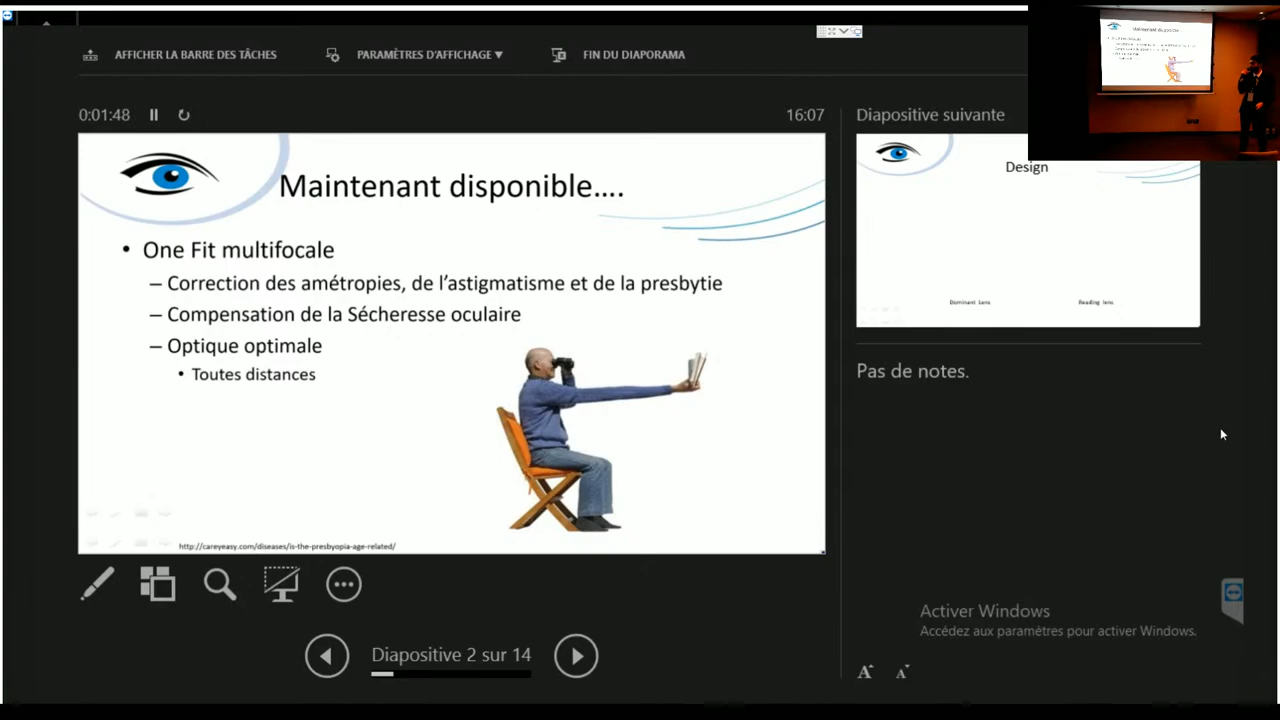 AFFICHER LA BARRE DES TÂCHES
PARAMÈTRES D'AFFICHAGE ▼
FIN DU DIAPORAMA
0:01:48
16:07
Maintenant disponible....
• One Fit multifocale
– Correction des amétropies, de l'astigmatisme et de la presbytie
– Compensation de la Sécheresse oculaire
– Optique optimale
• Toutes distances
http://careyeasy.com/diseases/is-the-presbyopia-age-related/
Diapositive 2 sur 14
Diapositive suivante
Design
Dominant Lens
Reading lens
Pas de notes.
Activer Windows
Accédez aux paramètres pour activer Windows.
A A
Maintenant disponible....